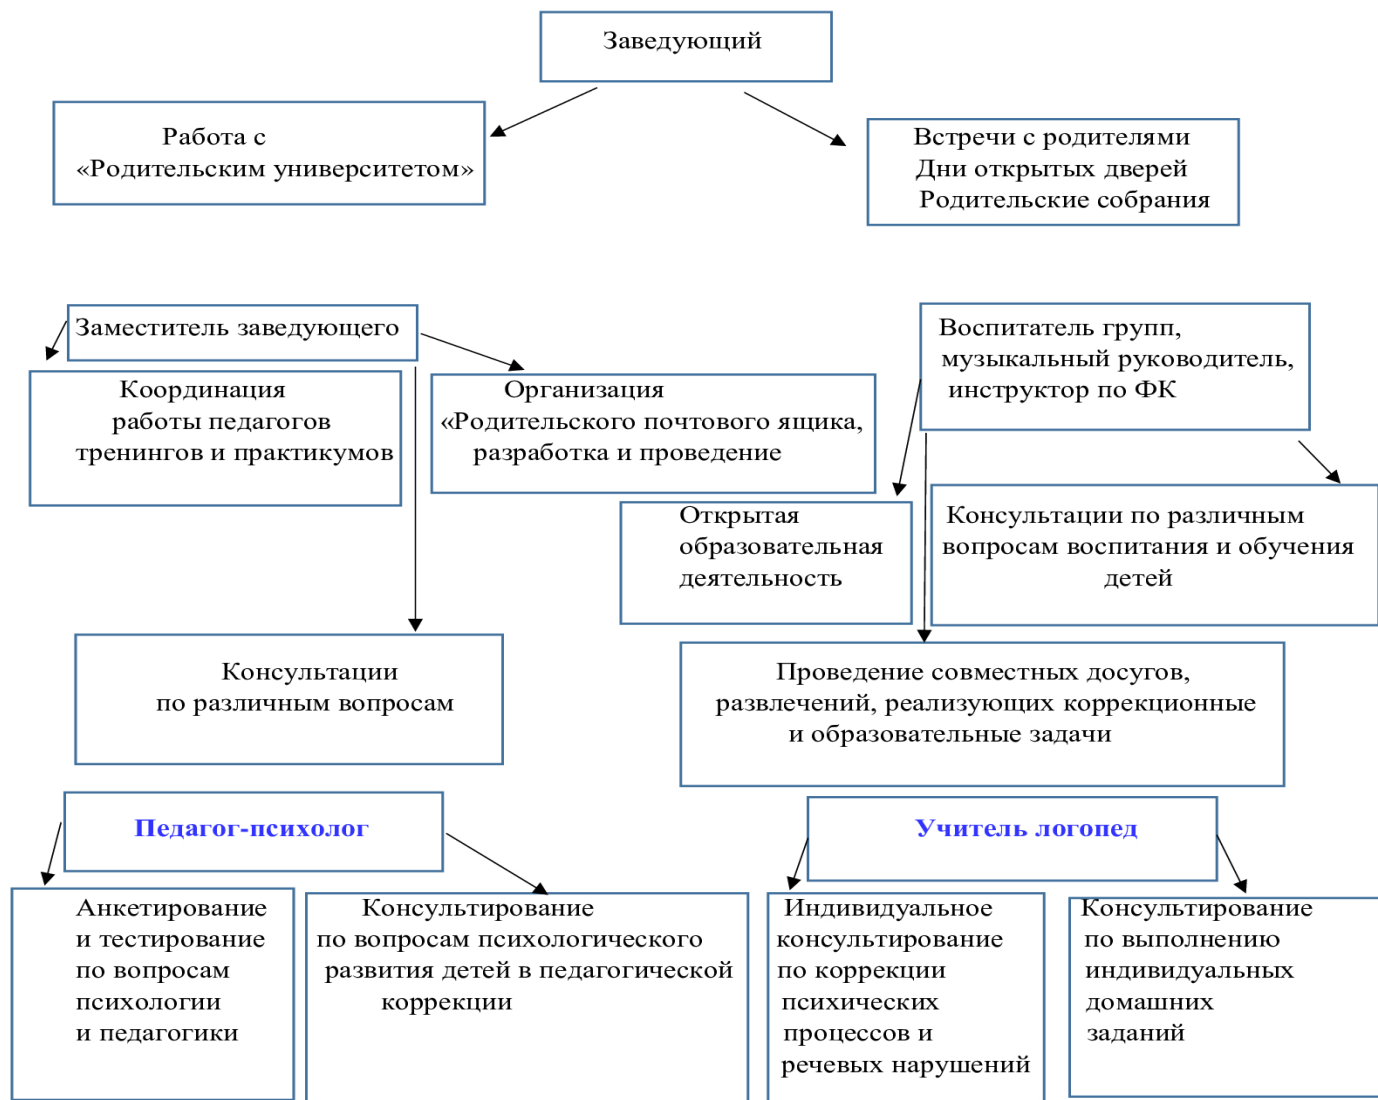 Заведующий
Работа с
«Родительским университетом»
Встречи с родителями
Дни открытых дверей
Родительские собрания
Заместитель заведующего
Координация
работы педагогов
тренингов и практикумов
Организация
«Родительского почтового ящика,
разработка и проведение
Консультации
по различным вопросам
Воспитатель групп,
музыкальный руководитель,
инструктор по ФК
Открытая
образовательная
деятельность
Консультации по различным
вопросам воспитания и обучения
детей
Проведение совместных досугов,
развлечений, реализующих коррекционные
и образовательные задачи
Педагог-психолог
Анкетирование
и тестирование
по вопросам
психологии
и педагогики
Консультирование
по вопросам психологического
развития детей в педагогической
коррекции
Учитель логопед
Индивидуальное
консультирование
по коррекции
психических
процессов и
речевых нарушений
Консультирование
по выполнению
индивидуальных
домашних
заданий